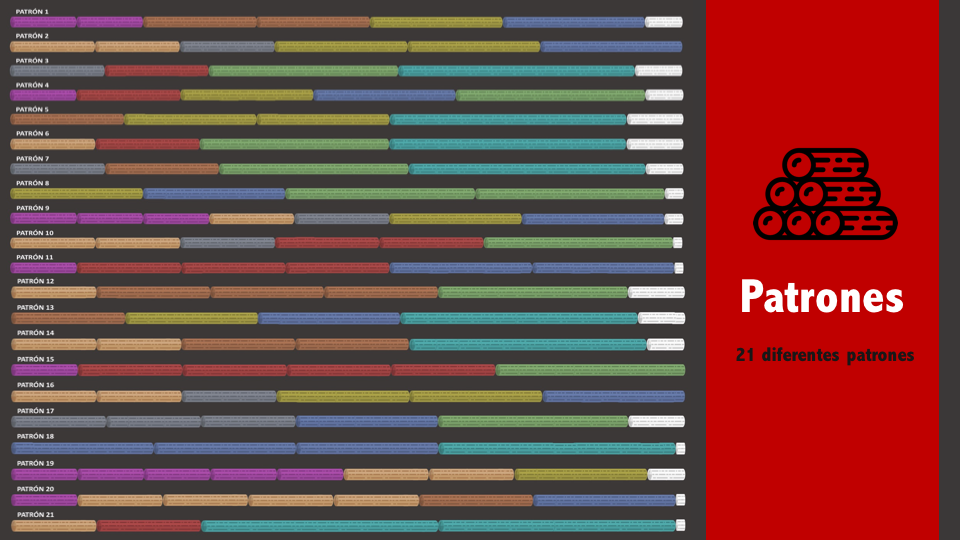 PATRÓN 1
PATRÓN 2
PATRÓN 3
PATRÓN 4
PATRÓN 5
PATRÓN 6
PATRÓN 7
PATRÓN 8
PATRÓN 9
PATRÓN 10
PATRÓN 11
PATRÓN 12
PATRÓN 13
PATRÓN 14
PATRÓN 15
PATRÓN 16
PATRÓN 17
PATRÓN 18
PATRÓN 19
PATRÓN 20
PATRÓN 21
Patrones
21 diferentes patrones